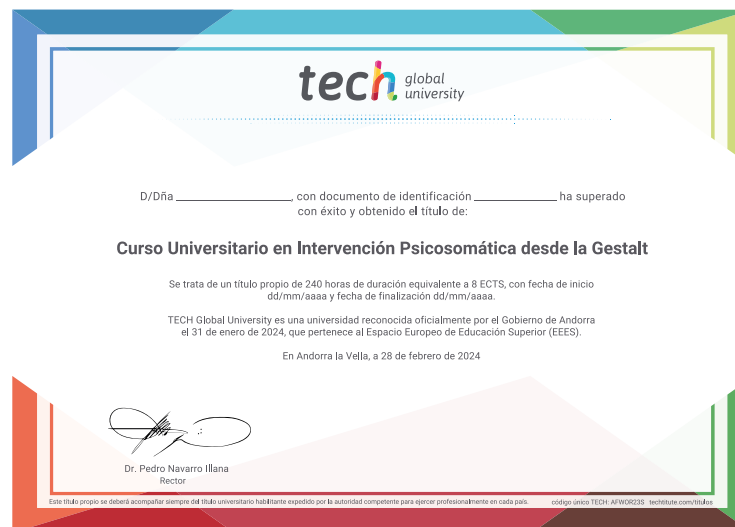 tech global
university
D/Dña ______________, con documento de identificación __________ ha superado
con éxito y obtenido el título de:
Curso Universitario en Intervención Psicosomática desde la Gestalt
Se trata de un título propio de 240 horas de duración equivalente a 8 ECTS, con fecha de inicio
dd/mm/aaaa y fecha de finalización dd/mm/aaaa.
TECH Global University es una universidad reconocida oficialmente por el Gobierno de Andorra
el 31 de enero de 2024, que pertenece al Espacio Europeo de Educación Superior (EEES).
En Andorra la Vella, a 28 de febrero de 2024
Dr. Pedro Navarro Illana
Rector
Este título propio se deberá acompañar siempre del título universitario habilitante expedido por la autoridad competente para ejercer profesionalmente en cada país. código único TECH: AFWOR23S techtitute.com/titulos